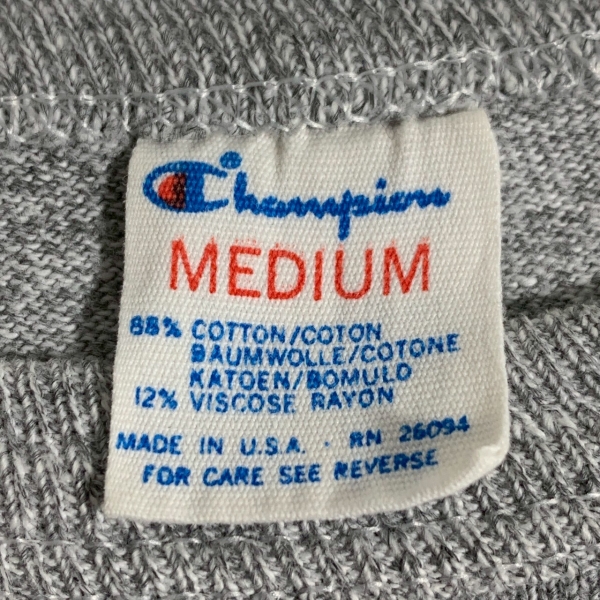 Champion®
MEDIUM
88% COTTON/COTON
BAUMWOLLE/COTONE
KATOEN/BOMULD
12% VISCOSE RAYON
MADE IN U.S.A. · RN 26094
FOR CARE SEE REVERSE